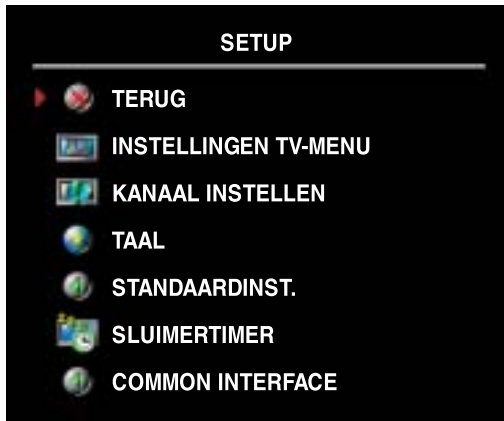 SETUP
TERUG
INSTELLINGEN TV-MENU
KANAAL INSTELLEN
TAAL
STANDAARDINST.
SLUIMERTIMER
COMMON INTERFACE